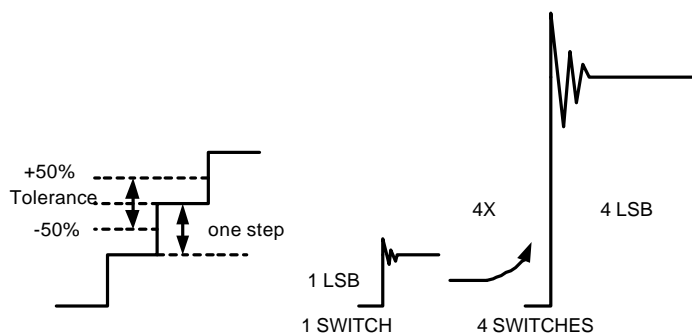 +50%
Tolerance
-50%
one step
1 LSB
1 SWITCH
4X
4 LSB
4 SWITCHES